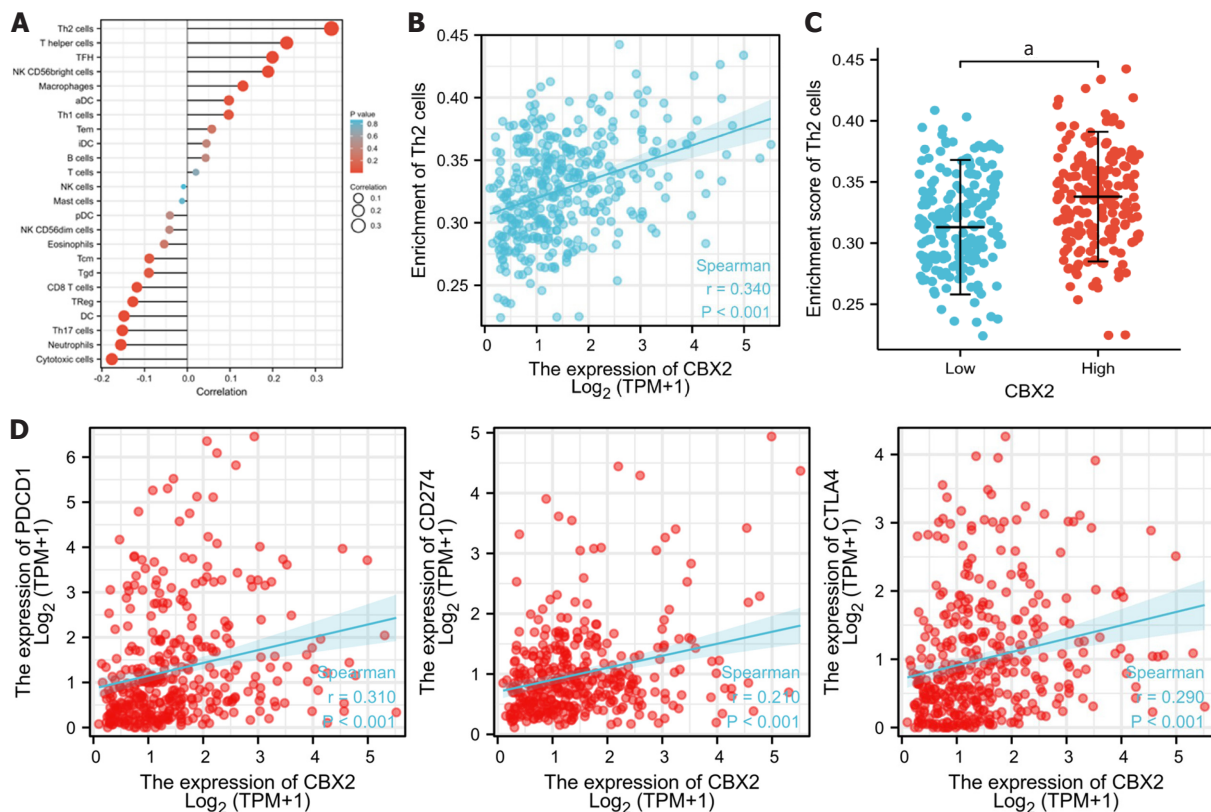 A
Th2 cells
T helper cells
TFH
NK CD56bright cells
Macrophages
aDC
Th1 cells
Tem
iDC
B cells
T cells
NK cells
Mast cells
pDC
NK CD56dim cells
Eosinophils
Tcm
Tgd
CD8 T cells
TReg
DC
Th17 cells
Neutrophils
Cytotoxic cells
-0.2 -0.1 0.0 0.1 0.2 0.3
Correlation
P value
0.8
0.6
0.4
0.2
Correlation
0.1
0.2
0.3
B
Enrichment of Th2 cells
0.45
0.40
0.35
0.30
0.25
Spearman
r = 0.340
P < 0.001
0 1 2 3 4 5
The expression of CBX2
Log2 (TPM+1)
C
Enrichment score of Th2 cells
0.45
0.40
0.35
0.30
0.25
a
Low High
CBX2
D
The expression of PDCD1
Log2 (TPM+1)
6
5
4
3
2
1
0
Spearman
r = 0.310
P < 0.001
0 1 2 3 4 5
The expression of CBX2
Log2 (TPM+1)
The expression of CD274
Log2 (TPM+1)
5
4
3
2
1
0
Spearman
r = 0.210
P < 0.001
0 1 2 3 4 5
The expression of CBX2
Log2 (TPM+1)
The expression of CTLA4
Log2 (TPM+1)
4
3
2
1
0
Spearman
r = 0.290
P < 0.001
0 1 2 3 4 5
The expression of CBX2
Log2 (TPM+1)